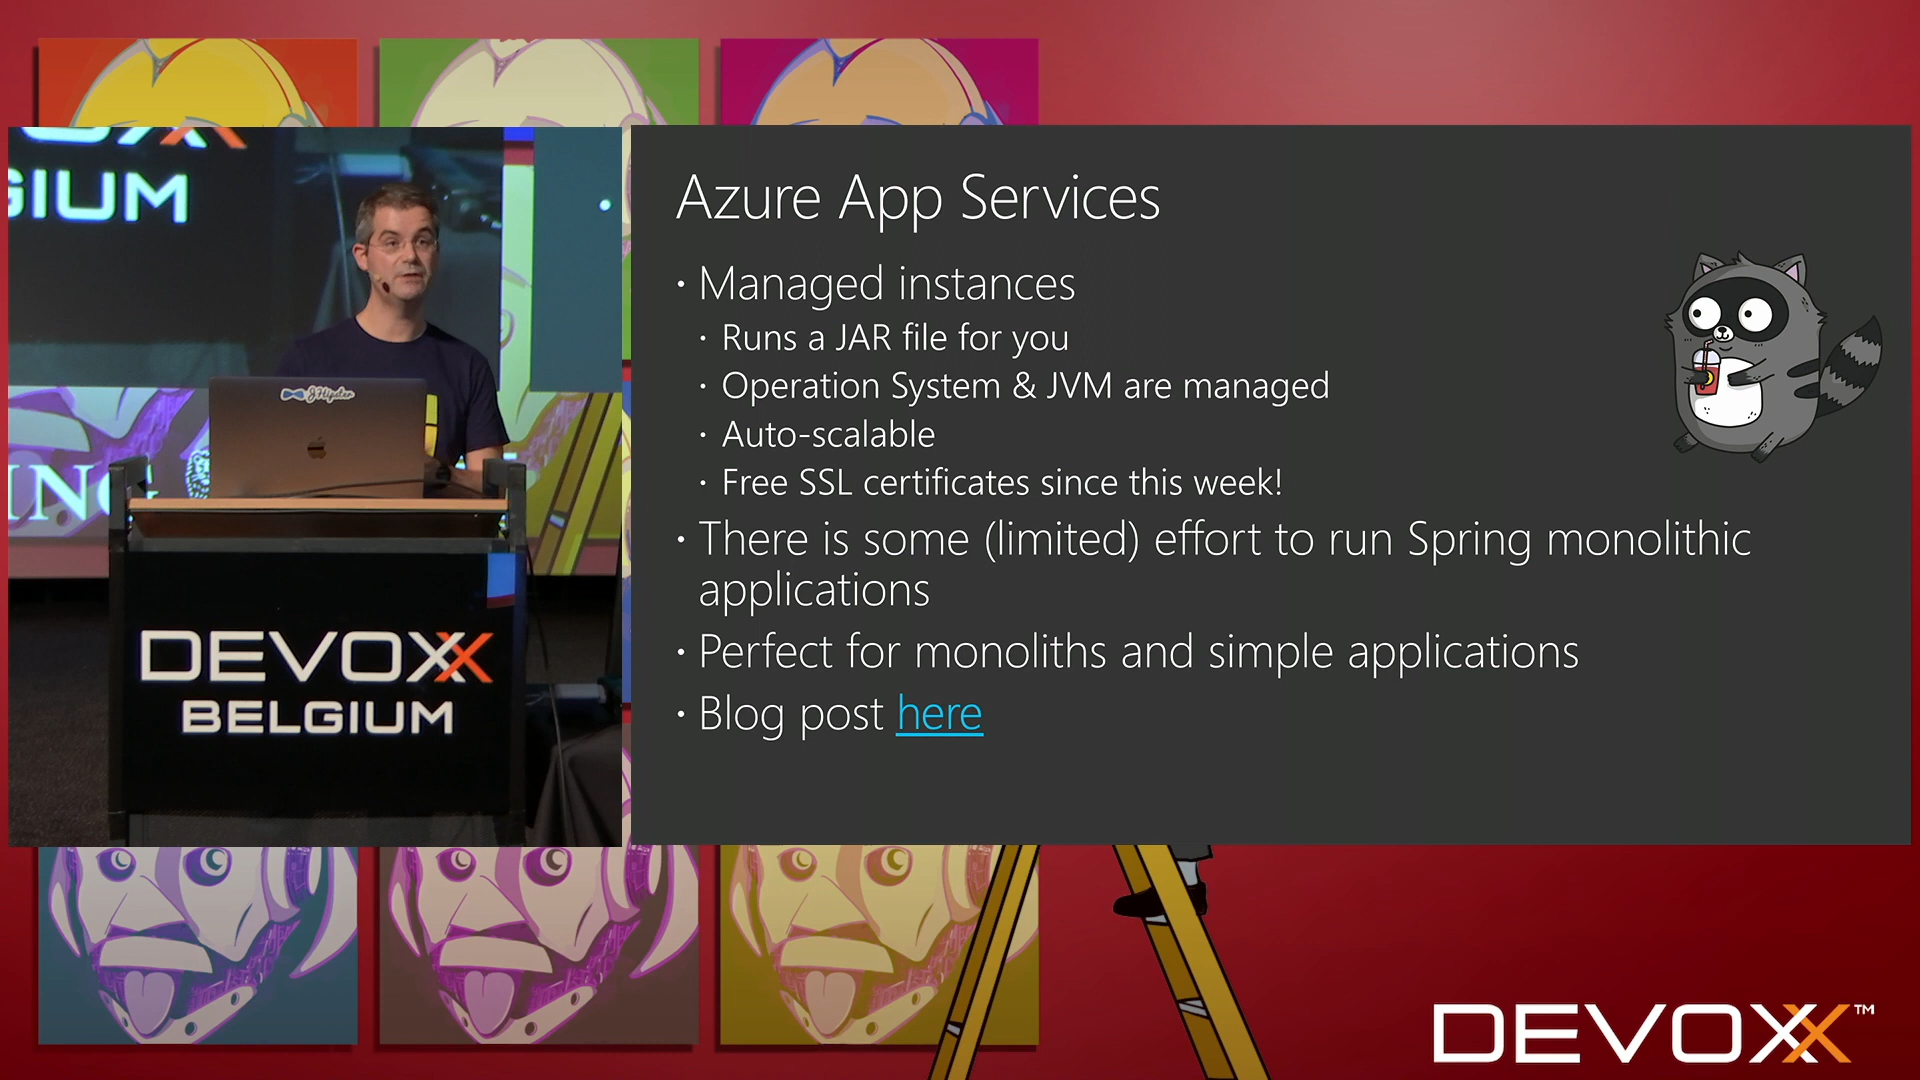 GIUM
JHipster
ING
DEVOXX
BELGIUM
Azure App Services
· Managed instances
· Runs a JAR file for you
· Operation System & JVM are managed
· Auto-scalable
· Free SSL certificates since this week!
· There is some (limited) effort to run Spring monolithic
applications
· Perfect for monoliths and simple applications
· Blog post here
DEVOXX™